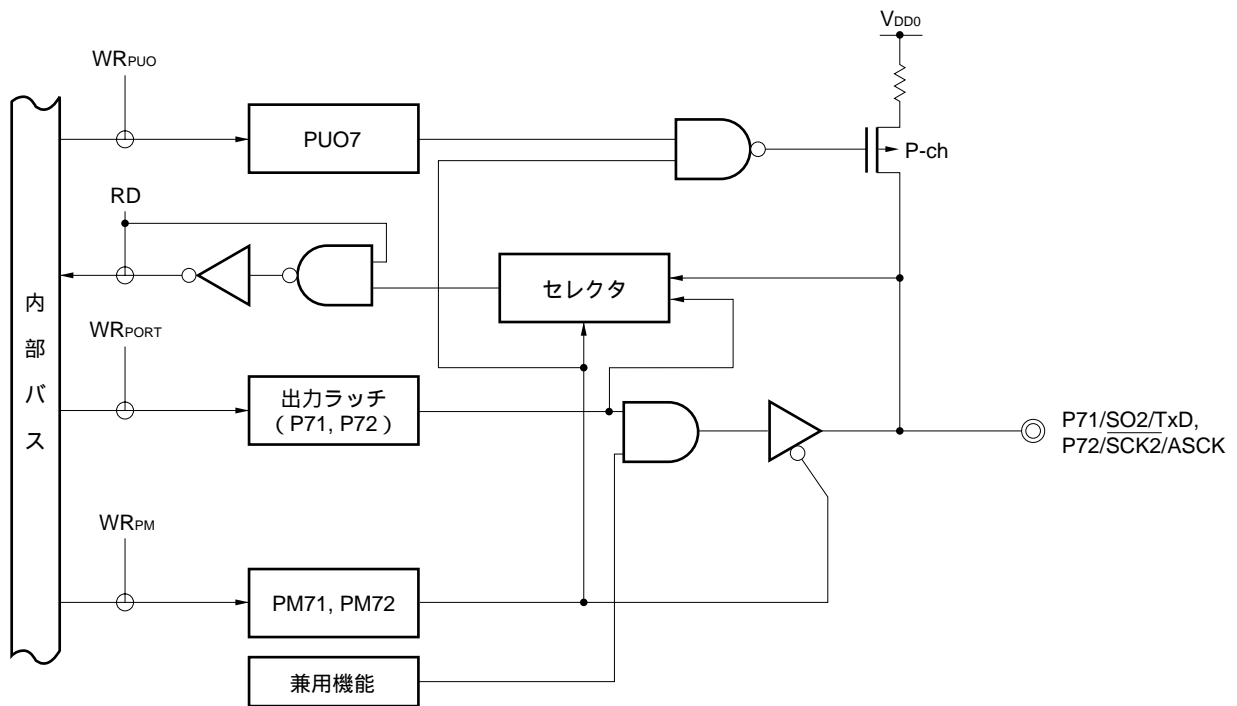 VDD0
WRPUO
PUO7
P-ch
RD
セレクタ
内部バス
WRPORT
出力ラッチ
（P71, P72）
P71/SO2/TxD,
P72/SCK2/ASCK
WRPM
PM71, PM72
兼用機能